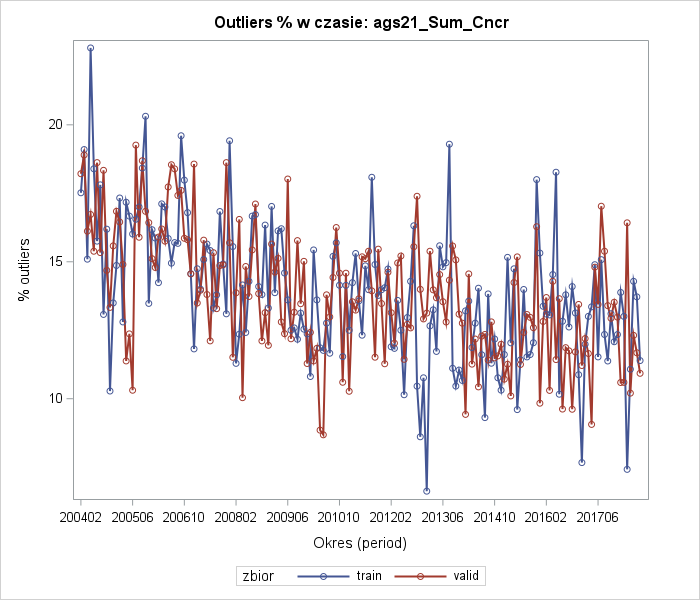 Outliers % w czasie: ags21_Sum_Cncr
% outliers
20
15
10
200402 200506 200610 200802 200906 201010 201202 201306 201410 201602 201706
Okres (period)
zbior train valid